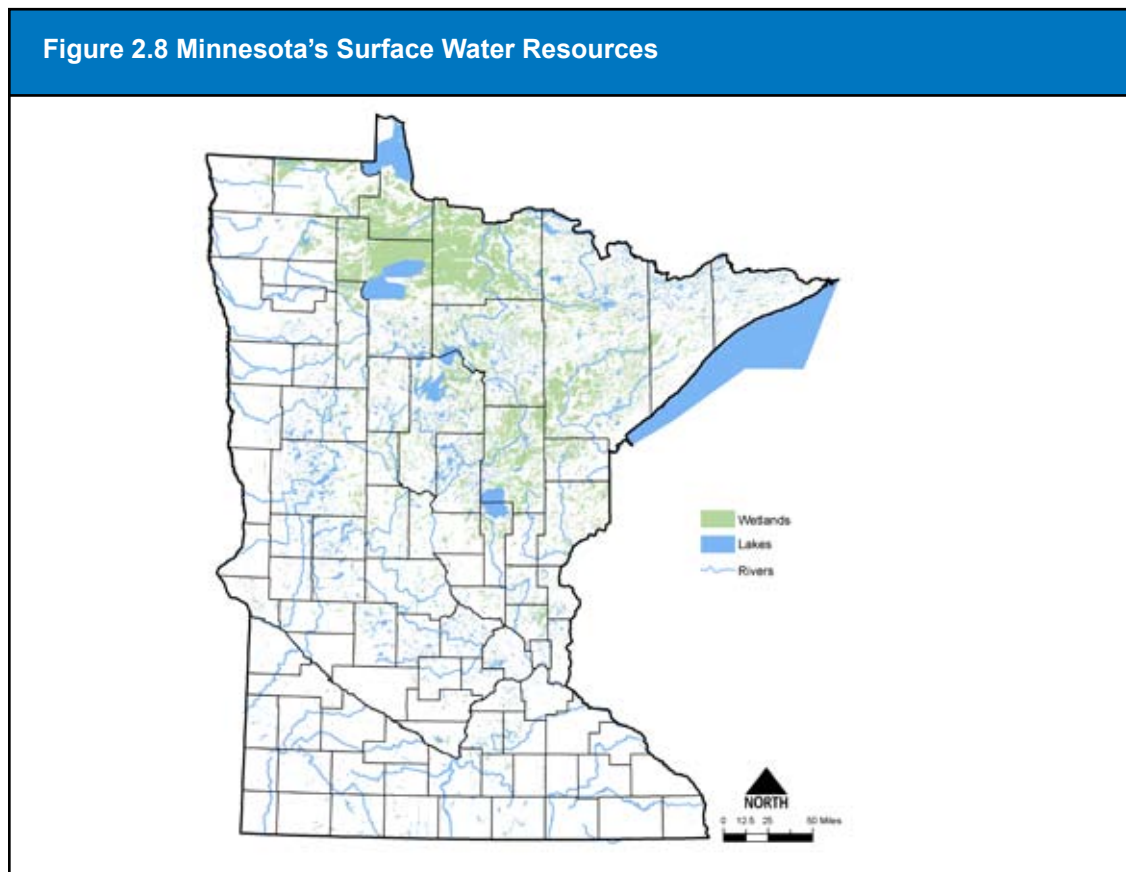 Figure 2.8 Minnesota’s Surface Water Resources
Wetlands
Lakes
Rivers
NORTH
0 12.5 25 50 Miles